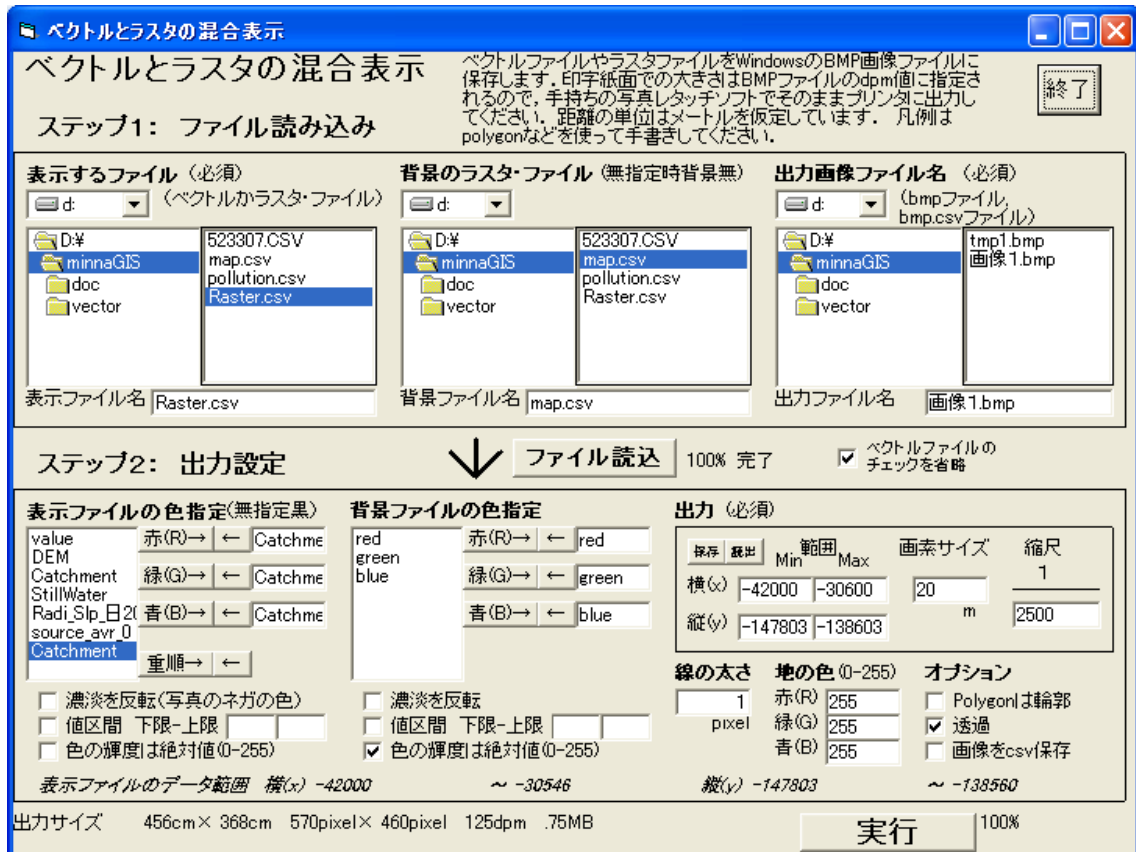 ベクトルとラスタの混合表示
ベクトルとラスタの混合表示
ベクトルファイルやラスタファイルをWindowsのBMP画像ファイルに
保存します.印字紙面での大きさはBMPファイルのdpm値に指定さ
れるので,手持ちの写真レタッチソフトでそのままプリンタに出力し
てください. 距離の単位はメートルを仮定しています. 凡例は
polygonなどを使って手書きしてください.
終了
ステップ1: ファイル読み込み
表示するファイル (必須)
d:
(ベクトルかラスタ・ファイル)
D:¥
minnaGIS
doc
vector
523307.CSV
map.csv
pollution.csv
Raster.csv
表示ファイル名 Raster.csv
背景のラスタ・ファイル (無指定時背景無)
d:
D:¥
minnaGIS
doc
vector
523307.CSV
map.csv
pollution.csv
Raster.csv
背景ファイル名 map.csv
出力画像ファイル名 (必須)
d:
(bmpファイル,
bmp.csvファイル)
D:¥
minnaGIS
doc
vector
tmp1.bmp
画像1.bmp
出力ファイル名 画像1.bmp
ステップ2: 出力設定
ファイル読込 100% 完了
ベクトルファイルの
チェックを省略
表示ファイルの色指定(無指定黒)
value
DEM
Catchment
StillWater
Radi_Slp_日2(
source_avr_0
Catchment
赤(R)→ ← Catchme
緑(G)→ ← Catchme
青(B)→ ← Catchme
重順→ ←
濃淡を反転(写真のネガの色)
値区間 下限-上限
色の輝度は絶対値(0-255)
背景ファイルの色指定
red
green
blue
赤(R)→ ← red
緑(G)→ ← green
青(B)→ ← blue
濃淡を反転
値区間 下限-上限
色の輝度は絶対値(0-255)
出力 (必須)
保存 読出 Min 範囲 Max 画素サイズ 縮尺
横(x) -42000 -30600 20 m
縦(y) -147803 -138603
1
2500
線の太さ
1
pixel
地の色(0-255)
赤(R) 255
緑(G) 255
青(B) 255
オプション
Polygonは輪郭
透過
画像をcsv保存
表示ファイルのデータ範囲 横(x) -42000 ~ -30546 縦(y) -147803 ~ -138560
出力サイズ 456cm× 368cm 570pixel× 460pixel 125dpm .75MB
実行 100%